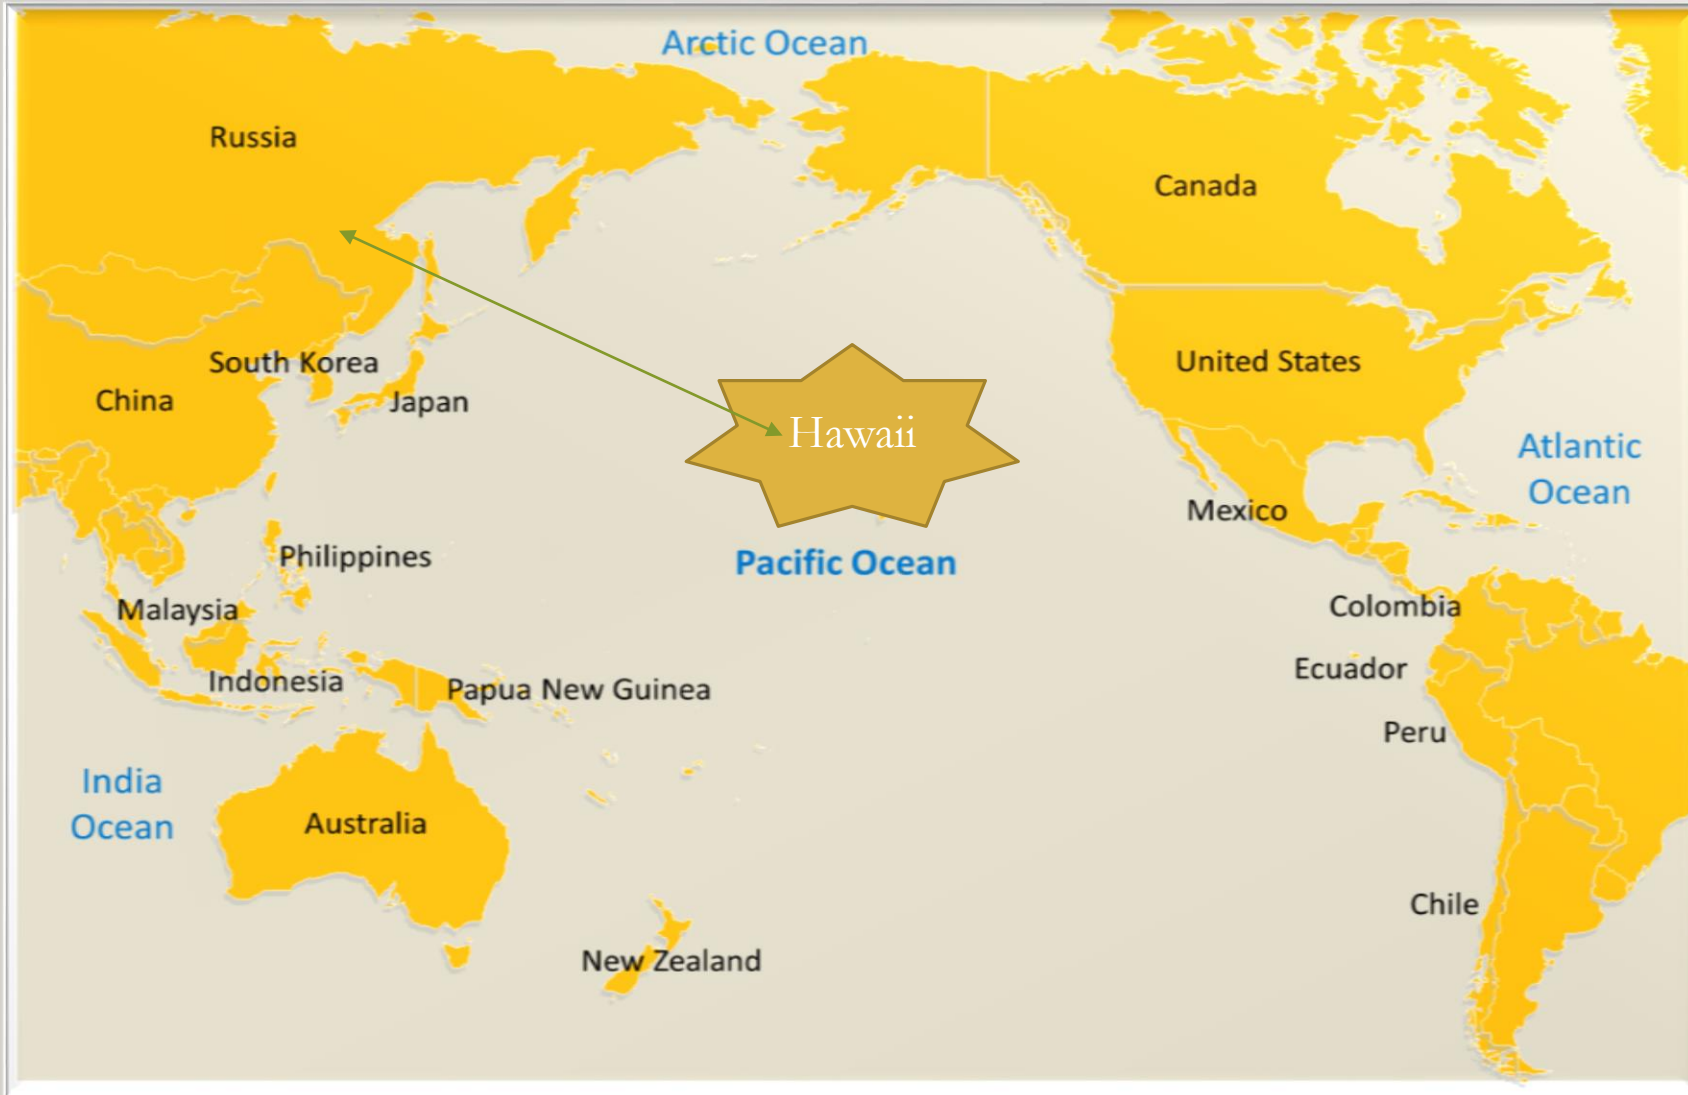 Arctic Ocean
Russia
Canada
South Korea
United States
China
Japan
Hawaii
Atlantic
Ocean
Mexico
Philippines
Pacific Ocean
Malaysia
Colombia
Indonesia
Papua New Guinea
Ecuador
Peru
India
Ocean
Australia
Chile
New Zealand